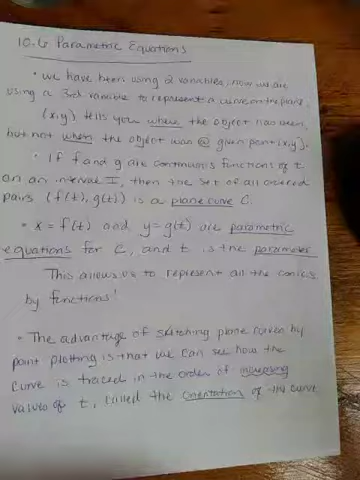 10.6 Parametric Equations
• we have been using 2 variables, now we are
using a 3rd variable to represent a curve on the plane.
(x,y) tells you where the object has been,
but not when the object was @ given point (x,y).
• If f and g are continuous functions of t
on an interval I, then the set of all ordered
pairs (f(t), g(t)) is a plane curve C.
• x = f(t) and y = g(t) are parametric
equations for C, and t is the parameter
This allows us to represent all the conics
by functions!
• The advantage of sketching plane curves by
point plotting is that we can see how the
curve is traced in the order of increasing
values of t, called the orientation of the curve